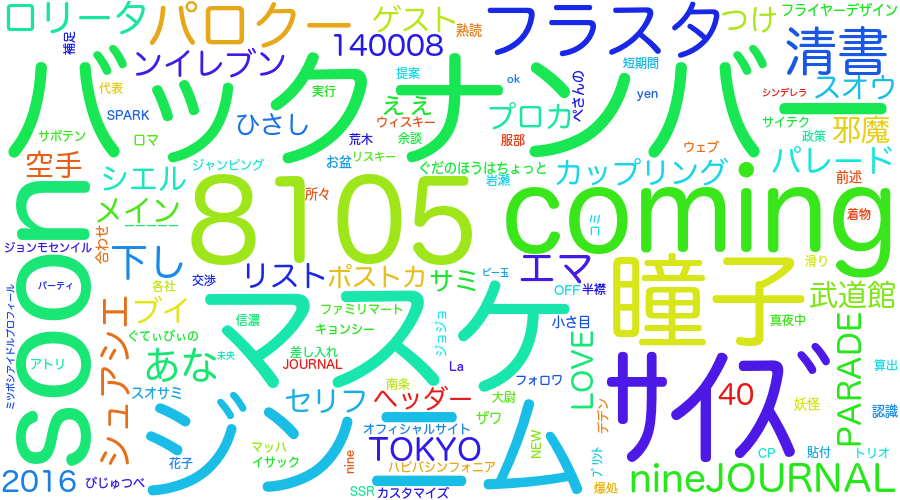 ロリータ
パロクー
ゲスト
熟読
フラスタ
つけ
フライヤーデザイン
補足
140008
清書
ンイレブン
バックナンバー
代表
提案
ok
短期間
yen
ぺさんの
スオウ
シンデレラ
SPARK
実行
ええ
ウィスキー
プロカ
サイテク
邪魔
サボテン
ロマ
ひさし
荒木
余談
服部
政策
空手
ジャンピング
お盆
リスキー
ぐだのほうはちょっと
ウェブ
パレード
シエル
岩瀬
カップリング
前述
メイン
所々
8105
coming
コミ
着物
soon
ーーーーー
ジョンモセンイル
合わせ
下し
交渉
リスト
ポストカ
サミ
ビー玉
エマ
瞳子
滑り
パーティ
各社
OFF
半襟
武道館
ミツボシアイドルプロフィール
シュアシエ
ブイ
マスケ
ファミリマート
信濃
キョンシー
ジョジョ
小さ目
真夜中
ぐてぃびぃの
LOVE
PARADE
アトリ
あな
未央
差し入れ
JOURNAL
La
サイズ
算出
スオサミ
南条
フォロワ
セリフ
ヘッダー
大尉
40
妖怪
認識
ジンニム
オフィシャルサイト
ザワ
デデン
花子
マッハ
イサック
TOKYO
NEW
CP
貼付
トリオ
nine
ハピバシンフォニア
プリント
2016
びじゅつべ
SSR
カスタマイズ
爆処
nineJOURNAL